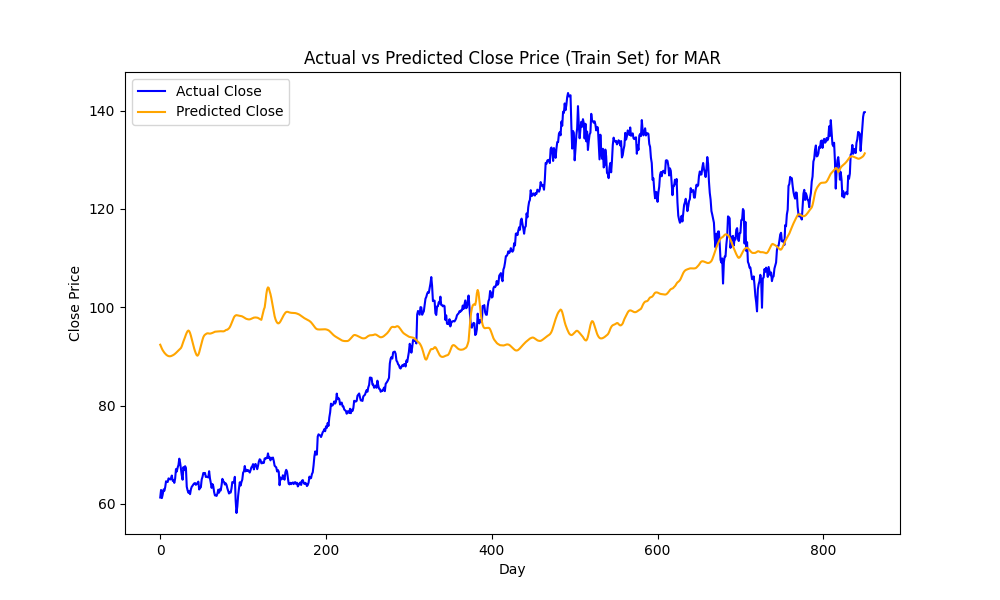 Actual vs Predicted Close Price (Train Set) for MAR
Actual Close
Predicted Close
Close Price
140
120
100
80
60
0 200 400 600 800
Day